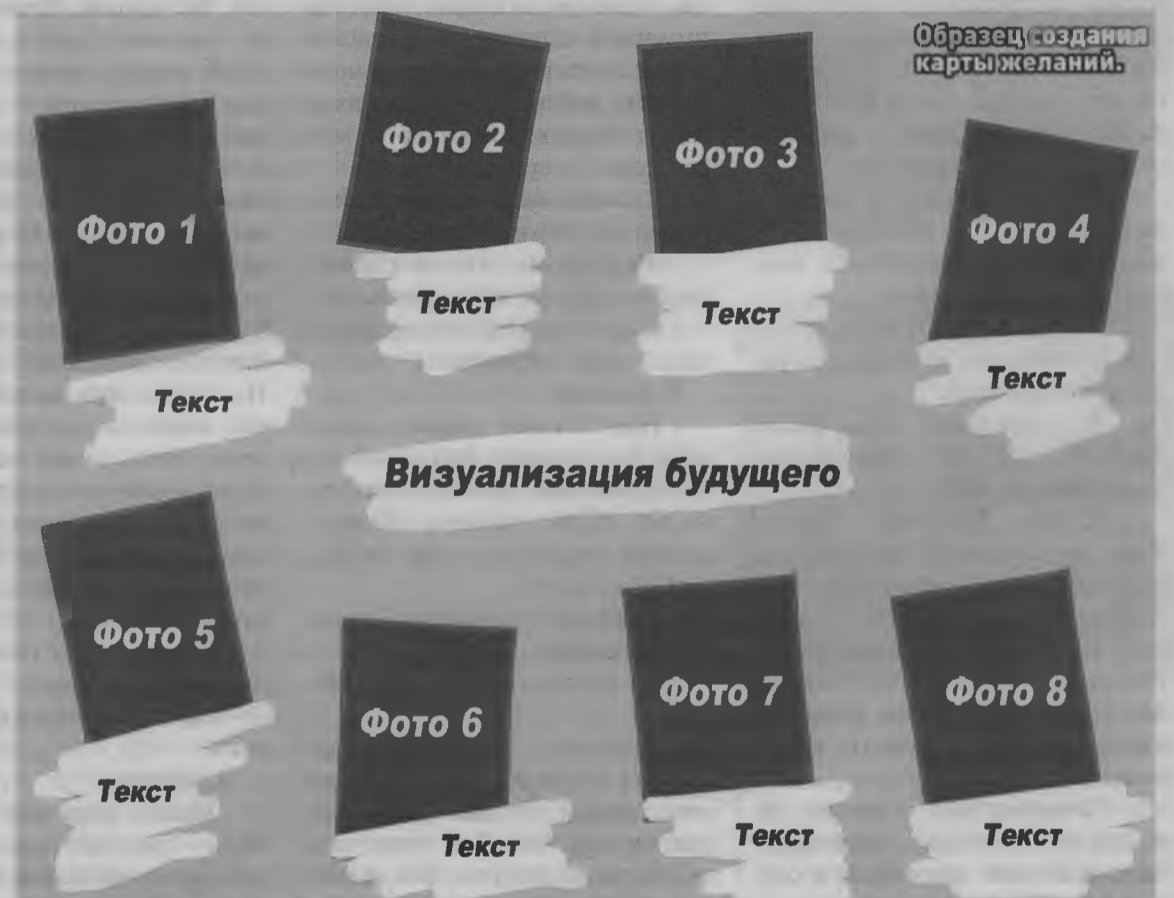 Образец создания
карты желаний.
Фото 1
Фото 2
Фото 3
Фото 4
Текст
Текст
Текст
Текст
Визуализация будущего
Фото 5
Фото 6
Фото 7
Фото 8
Текст
Текст
Текст
Текст